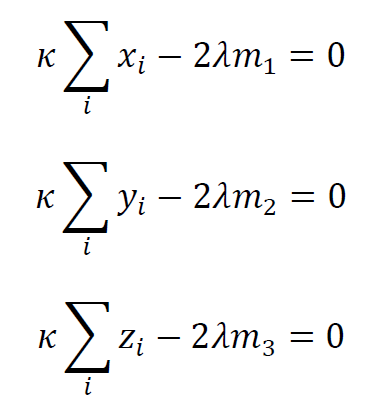 κ∑ᵢ xᵢ − 2λm₁ = 0
κ∑ᵢ yᵢ − 2λm₂ = 0
κ∑ᵢ zᵢ − 2λm₃ = 0